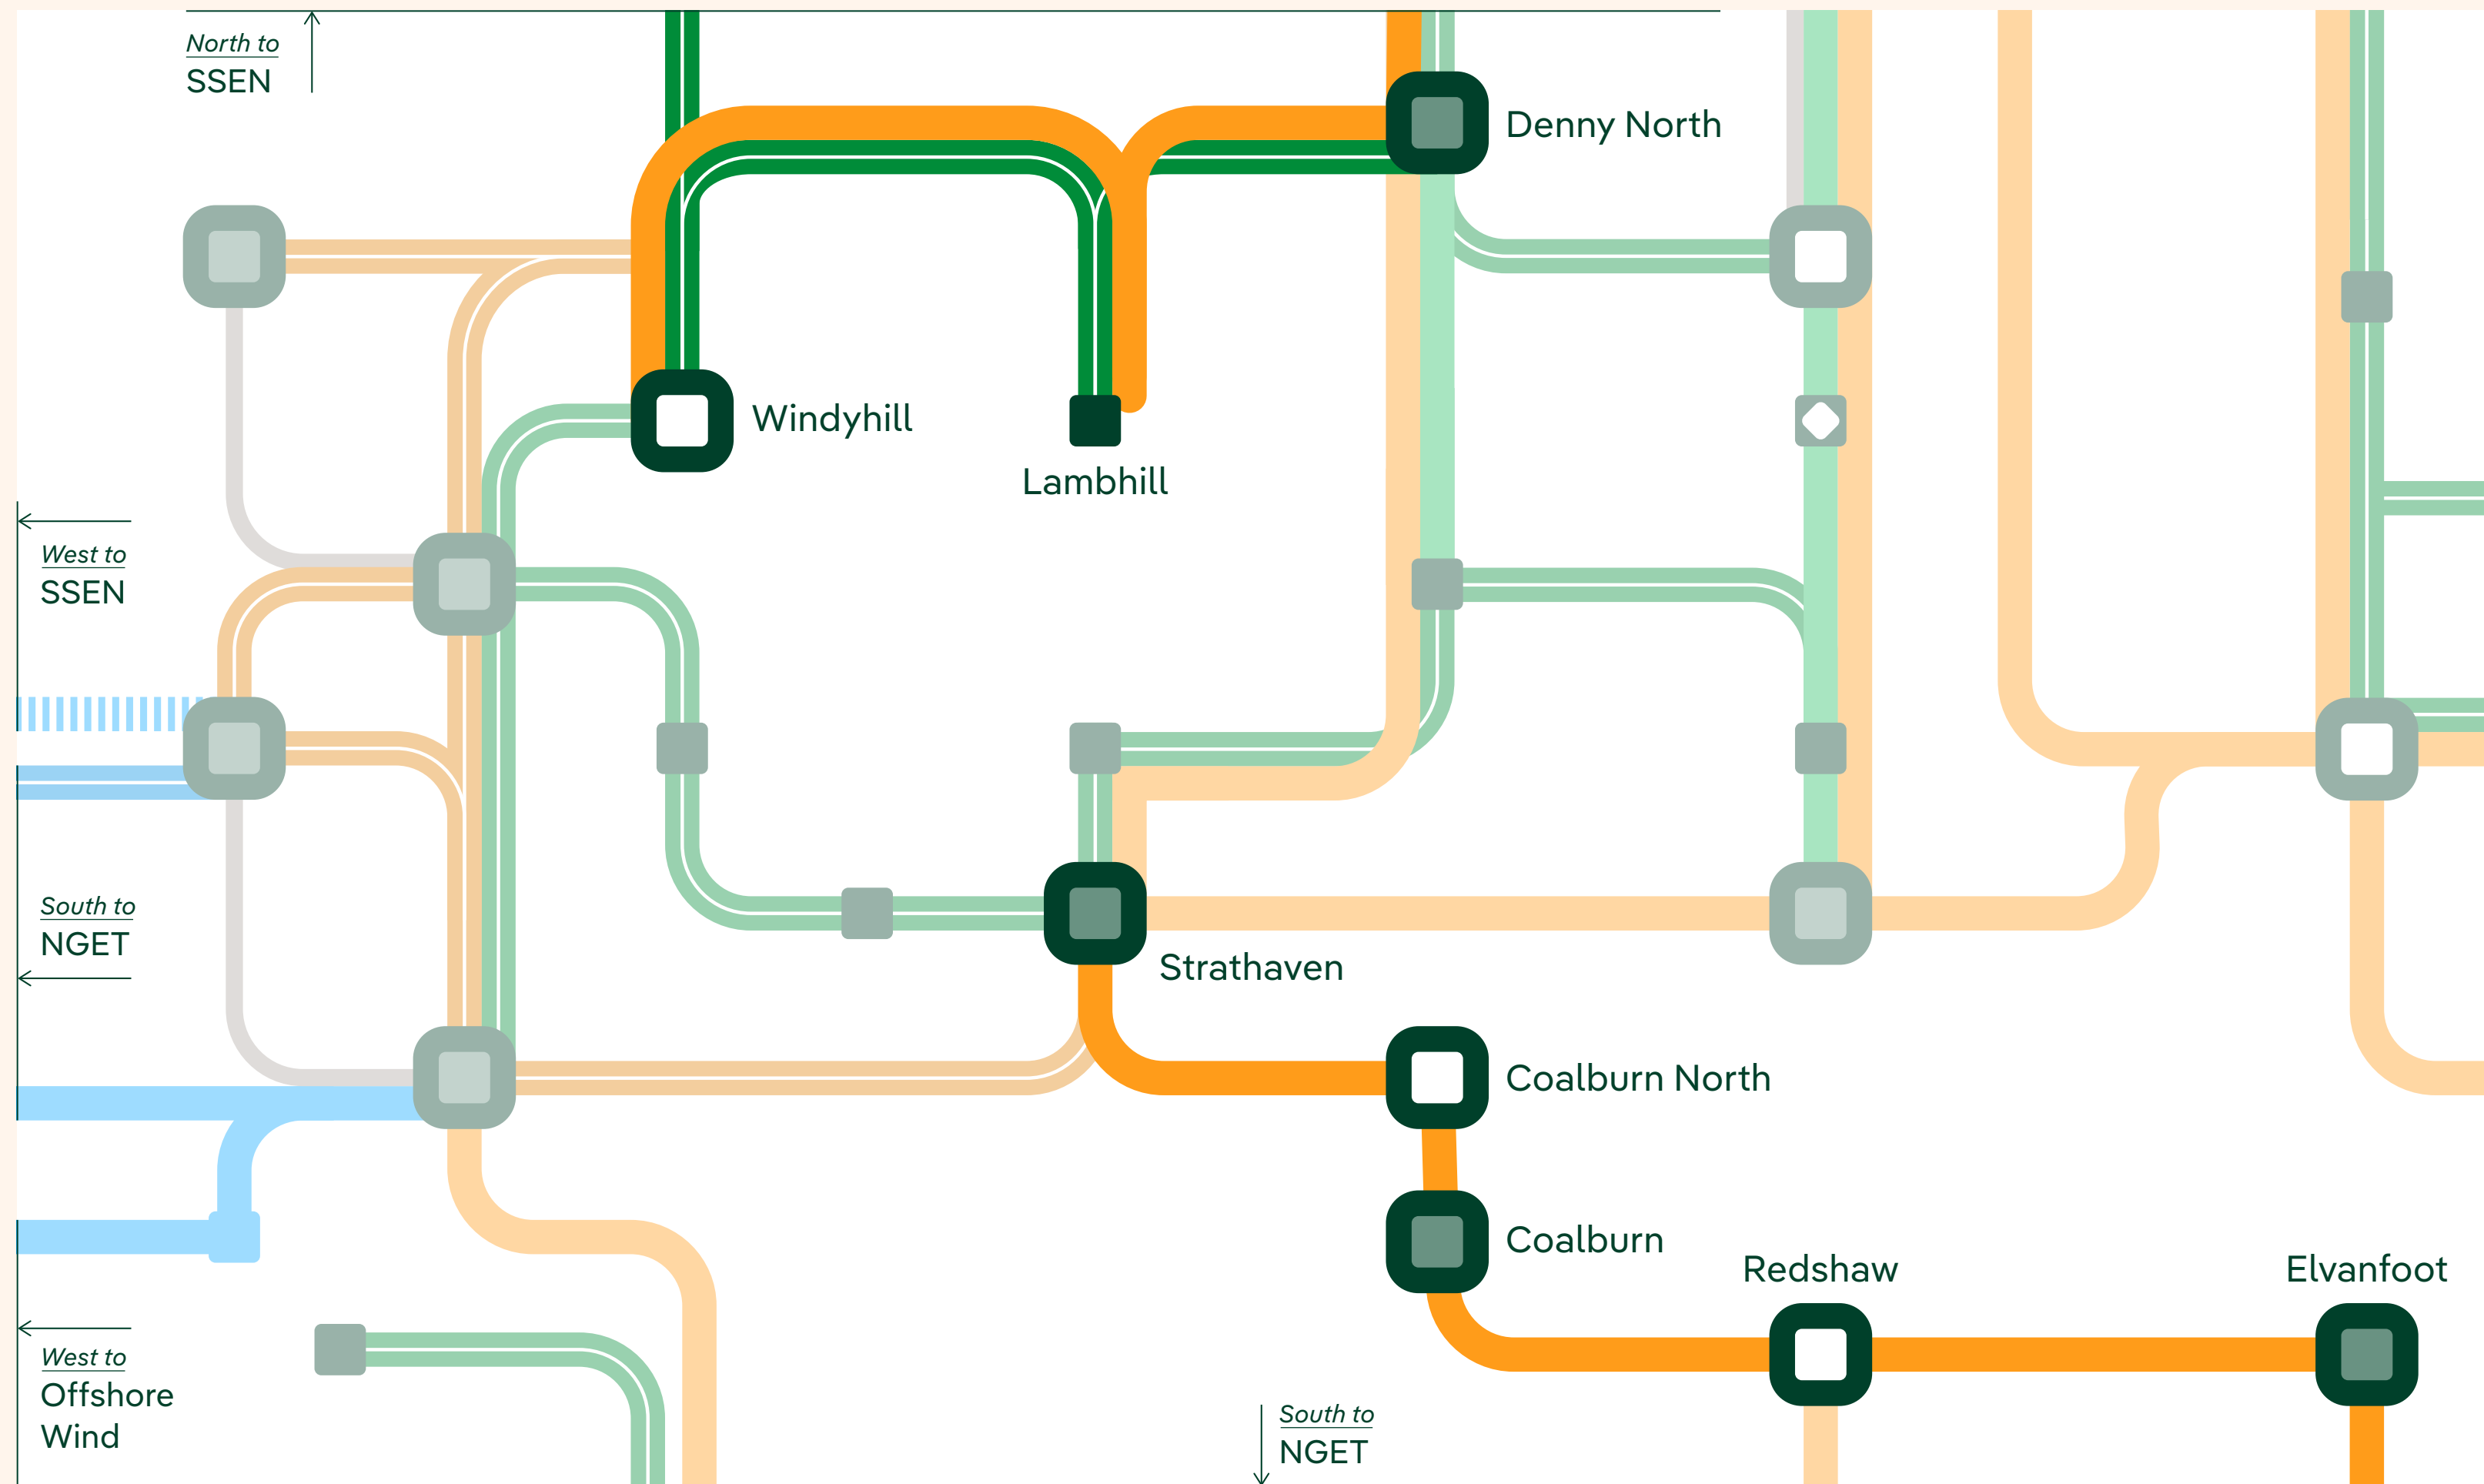 North to
SSEN
Denny North
Windyhill
Lambhill
West to
SSEN
South to
NGET
Strathaven
Coalburn North
Coalburn
Redshaw
Elvanfoot
West to
Offshore
Wind
South to
NGET